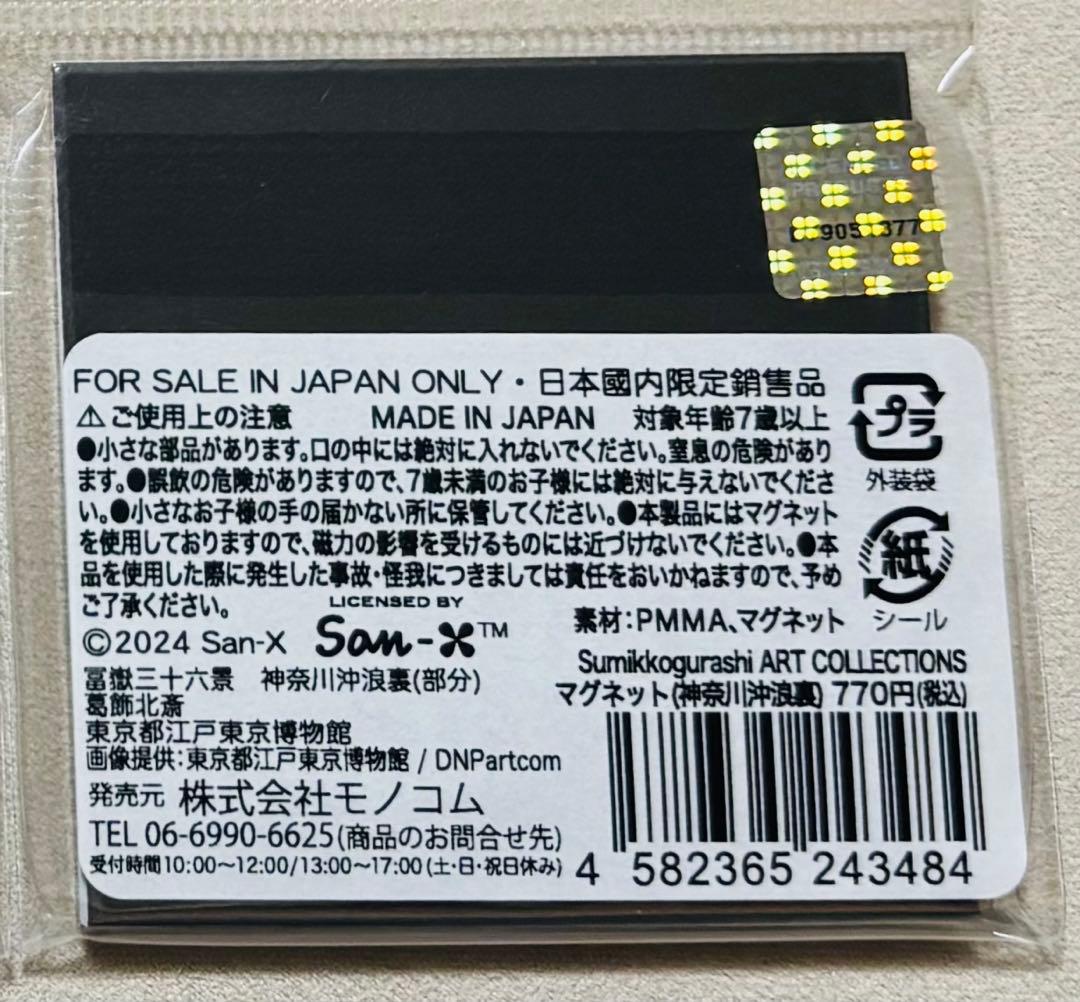 FOR SALE IN JAPAN ONLY・日本國内限定銷售品
⚠ご使用上の注意 MADE IN JAPAN 対象年齢7歳以上
●小さな部品があります。口の中には絶対に入れないでください。窒息の危険があり
ます。●誤飲の危険がありますので、7歳未満のお子様には絶対に与えないでくださ
い。●小さなお子様の手の届かない所に保管してください。●本製品にはマグネット
を使用しておりますので、磁力の影響を受けるものには近づけないでください。●本
品を使用した際に発生した事故・怪我につきましては責任をおいかねますので、予め
ご了承ください。
プラ
外装袋
紙
シール
LICENSED BY
©2024 San-X San-X™
素材：PMMA、マグネット
Sumikkogurashi ART COLLECTIONS
マグネット(神奈川沖浪裏) 770円(税込)
冨嶽三十六景 神奈川沖浪裏(部分)
葛飾北斎
東京都江戸東京博物館
画像提供：東京都江戸東京博物館 / DNPartcom
発売元 株式会社モノコム
TEL 06-6990-6625(商品のお問合せ先)
受付時間10:00～12:00/13:00～17:00(土・日・祝日休み)
4 582365 243484